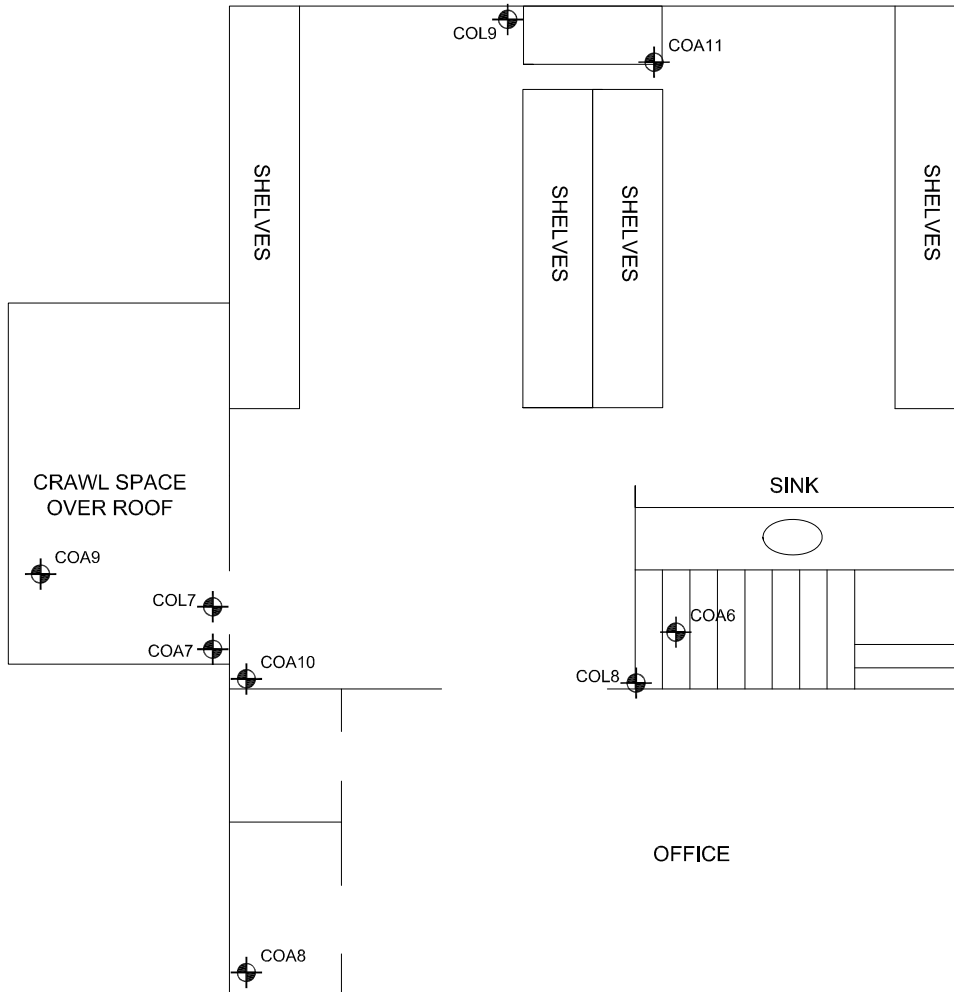 COL9
COA11
SHELVES
SHELVES
SHELVES
SHELVES
CRAWL SPACE
OVER ROOF
SINK
COA9
COL7
COA6
COA7
COA10
COL8
OFFICE
COA8